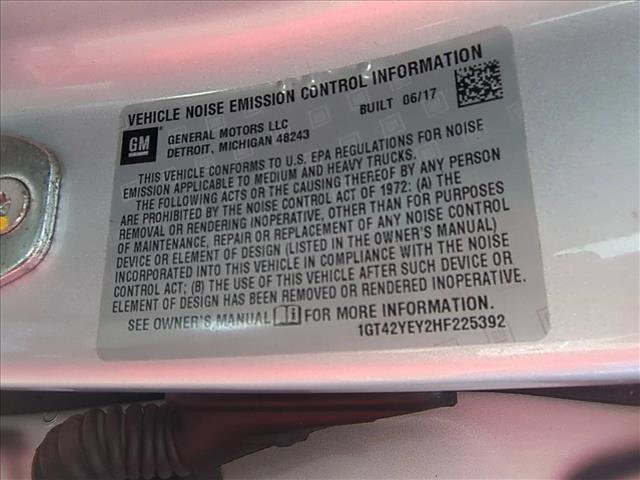 VEHICLE NOISE EMISSION CONTROL INFORMATION
GM
GENERAL MOTORS LLC
DETROIT, MICHIGAN 48243
BUILT 06/17
THIS VEHICLE CONFORMS TO U.S. EPA REGULATIONS FOR NOISE
EMISSION APPLICABLE TO MEDIUM AND HEAVY TRUCKS.
THE FOLLOWING ACTS OR THE CAUSING THEREOF BY ANY PERSON
ARE PROHIBITED BY THE NOISE CONTROL ACT OF 1972: (A) THE
REMOVAL OR RENDERING INOPERATIVE, OTHER THAN FOR PURPOSES
OF MAINTENANCE, REPAIR OR REPLACEMENT OF ANY NOISE CONTROL
DEVICE OR ELEMENT OF DESIGN (LISTED IN THE OWNER'S MANUAL)
INCORPORATED INTO THIS VEHICLE IN COMPLIANCE WITH THE NOISE
CONTROL ACT; (B) THE USE OF THIS VEHICLE AFTER SUCH DEVICE OR
ELEMENT OF DESIGN HAS BEEN REMOVED OR RENDERED INOPERATIVE.
SEE OWNER'S MANUAL FOR MORE INFORMATION.
1GT42YEY2HF225392